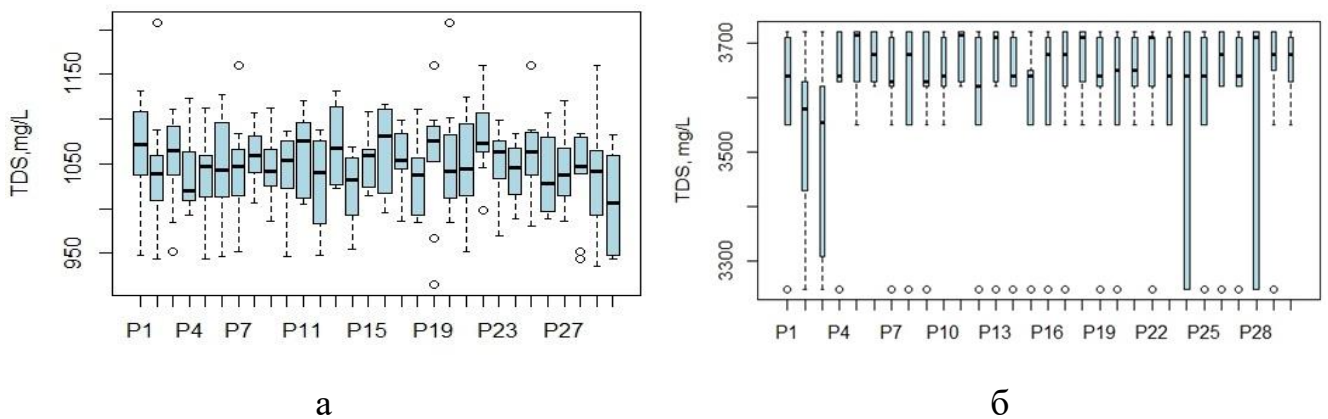 TDS,mg/L
1150
1050
950
P1 P4 P7 P11 P15 P19 P23 P27
а
TDS, mg/L
3700
3500
3300
P1 P4 P7 P10 P13 P16 P19 P22 P25 P28
б